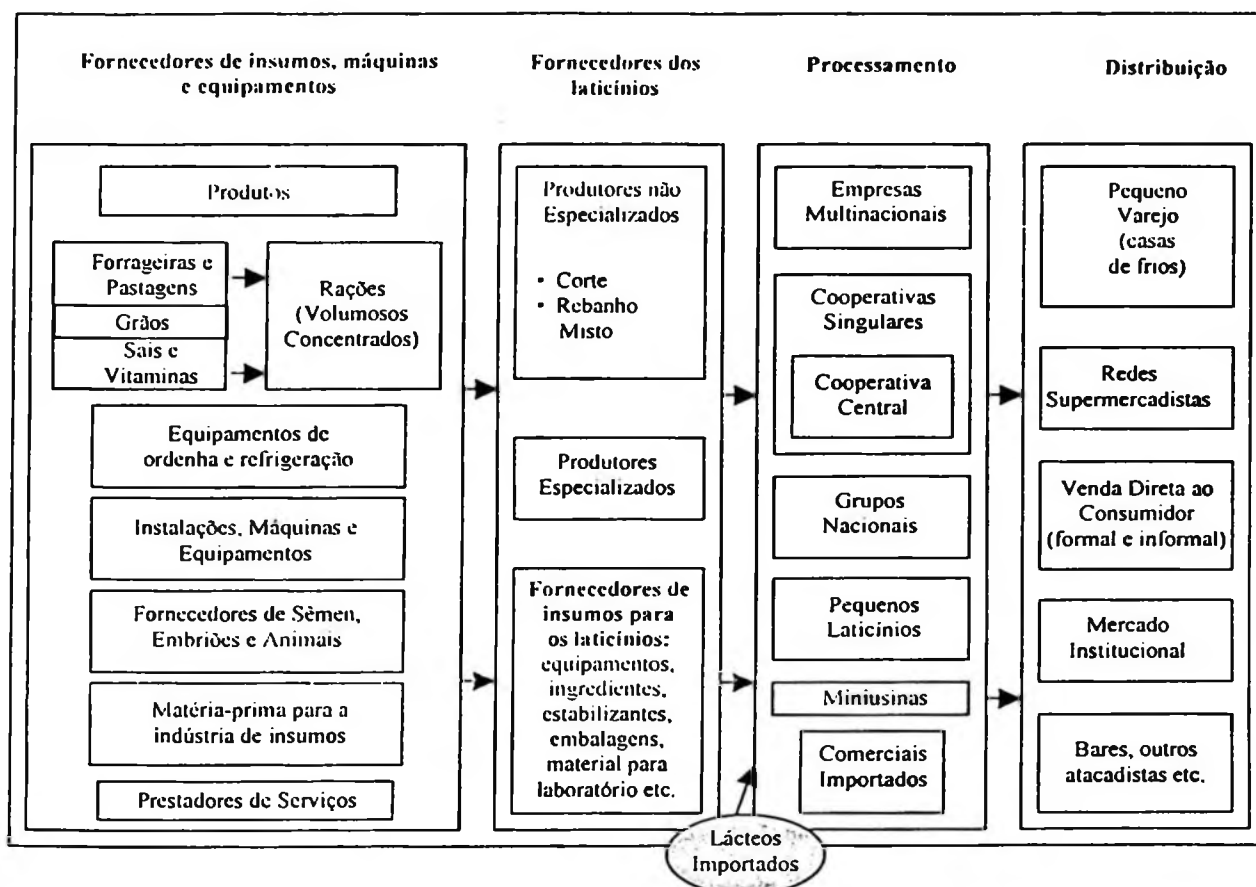 Fornecedores de insumos, máquinas
e equipamentos
Fornecedores dos
laticínios
Processamento
Distribuição
Produtos
Forrageiras e
Pastagens
Grãos
Sais e
Vitaminas
Rações
(Volumosos
Concentrados)
Equipamentos de
ordenha e refrigeração
Instalações, Máquinas e
Equipamentos
Fornecedores de Sêmen,
Embriões e Animais
Matéria-prima para a
indústria de insumos
Prestadores de Serviços
Produtores não
Especializados
• Corte
• Rebanho
Misto
Produtores
Especializados
Fornecedores de
insumos para
os laticínios:
equipamentos,
ingredientes,
estabilizantes,
embalagens,
material para
laboratório etc.
Empresas
Multinacionais
Cooperativas
Singulares
Cooperativa
Central
Grupos
Nacionais
Pequenos
Laticínios
Miniusinas
Comerciais
Importados
Lácteos
Importados
Pequeno
Varejo
(casas
de frios)
Redes
Supermercadistas
Venda Direta ao
Consumidor
(formal e informal)
Mercado
Institucional
Bares, outros
atacadistas etc.